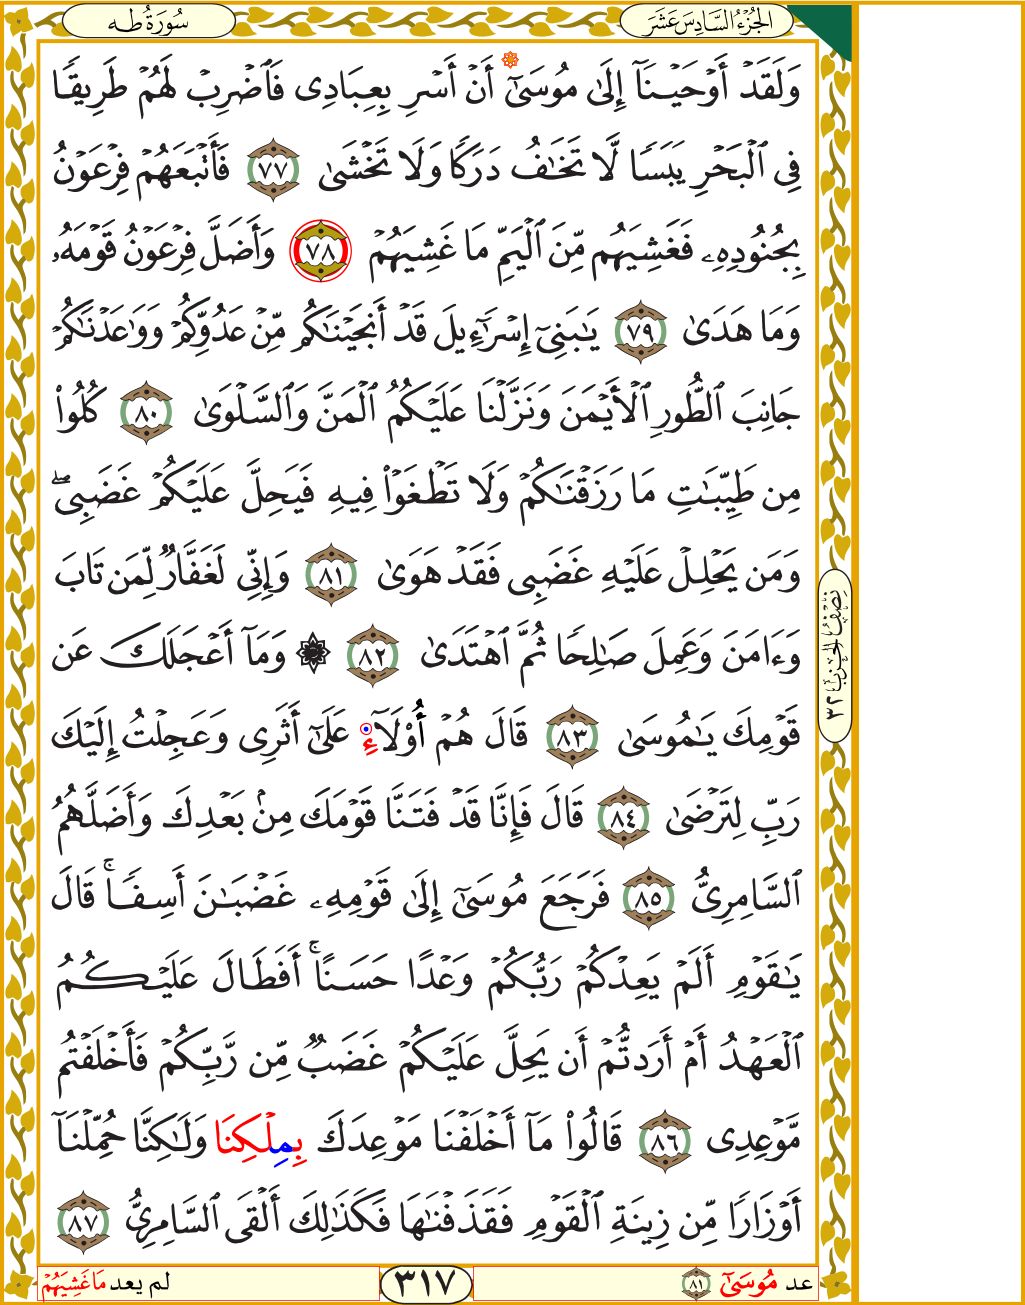 الجُزْءُ السَّادِسَ عَشَرَ
سُورَةُ طه
وَلَقَدْ أَوْحَيْنَآ إِلَىٰ مُوسَىٰٓ أَنْ أَسْرِ بِعِبَادِى فَٱضْرِبْ لَهُمْ طَرِيقًا
فِى ٱلْبَحْرِ يَبَسًا لَّا تَخَٰفُ دَرَكًا وَلَا تَخْشَىٰ ٧٧ فَأَتْبَعَهُمْ فِرْعَوْنُ
بِجُنُودِهِۦ فَغَشِيَهُم مِّنَ ٱلْيَمِّ مَا غَشِيَهُمْ ٧٨ وَأَضَلَّ فِرْعَوْنُ قَوْمَهُۥ
وَمَا هَدَىٰ ٧٩ يَٰبَنِىٓ إِسْرَٰٓءِيلَ قَدْ أَنجَيْنَٰكُم مِّنْ عَدُوِّكُمْ وَوَٰعَدْنَٰكُمْ
جَانِبَ ٱلطُّورِ ٱلْأَيْمَنَ وَنَزَّلْنَا عَلَيْكُمُ ٱلْمَنَّ وَٱلسَّلْوَىٰ ٨٠ كُلُوا۟
مِن طَيِّبَٰتِ مَا رَزَقْنَٰكُمْ وَلَا تَطْغَوْا۟ فِيهِ فَيَحِلَّ عَلَيْكُمْ غَضَبِى ۖ
وَمَن يَحْلِلْ عَلَيْهِ غَضَبِى فَقَدْ هَوَىٰ ٨١ وَإِنِّى لَغَفَّارٌ لِّمَن تَابَ
وَءَامَنَ وَعَمِلَ صَٰلِحًا ثُمَّ ٱهْتَدَىٰ ٨٢ ۞ وَمَآ أَعْجَلَكَ عَن
قَوْمِكَ يَٰمُوسَىٰ ٨٣ قَالَ هُمْ أُو۟لَآءِ عَلَىٰٓ أَثَرِى وَعَجِلْتُ إِلَيْكَ
رَبِّ لِتَرْضَىٰ ٨٤ قَالَ فَإِنَّا قَدْ فَتَنَّا قَوْمَكَ مِنۢ بَعْدِكَ وَأَضَلَّهُمُ
ٱلسَّامِرِىُّ ٨٥ فَرَجَعَ مُوسَىٰٓ إِلَىٰ قَوْمِهِۦ غَضْبَٰنَ أَسِفًا ۚ قَالَ
يَٰقَوْمِ أَلَمْ يَعِدْكُمْ رَبُّكُمْ وَعْدًا حَسَنًا ۚ أَفَطَالَ عَلَيْكُمُ
ٱلْعَهْدُ أَمْ أَرَدتُّمْ أَن يَحِلَّ عَلَيْكُمْ غَضَبٌ مِّن رَّبِّكُمْ فَأَخْلَفْتُم
مَّوْعِدِى ٨٦ قَالُوا۟ مَآ أَخْلَفْنَا مَوْعِدَكَ بِمِلْكِنَا وَلَٰكِنَّا حُمِّلْنَآ
أَوْزَارًا مِّن زِينَةِ ٱلْقَوْمِ فَقَذَفْنَٰهَا فَكَذَٰلِكَ أَلْقَى ٱلسَّامِرِىُّ ٨٧
نِصْفُ الحِزْبِ ٣٢
عد مُوسَىٰٓ ٨١
٣١٧
لم يعد مَا غَشِيَهُمْ